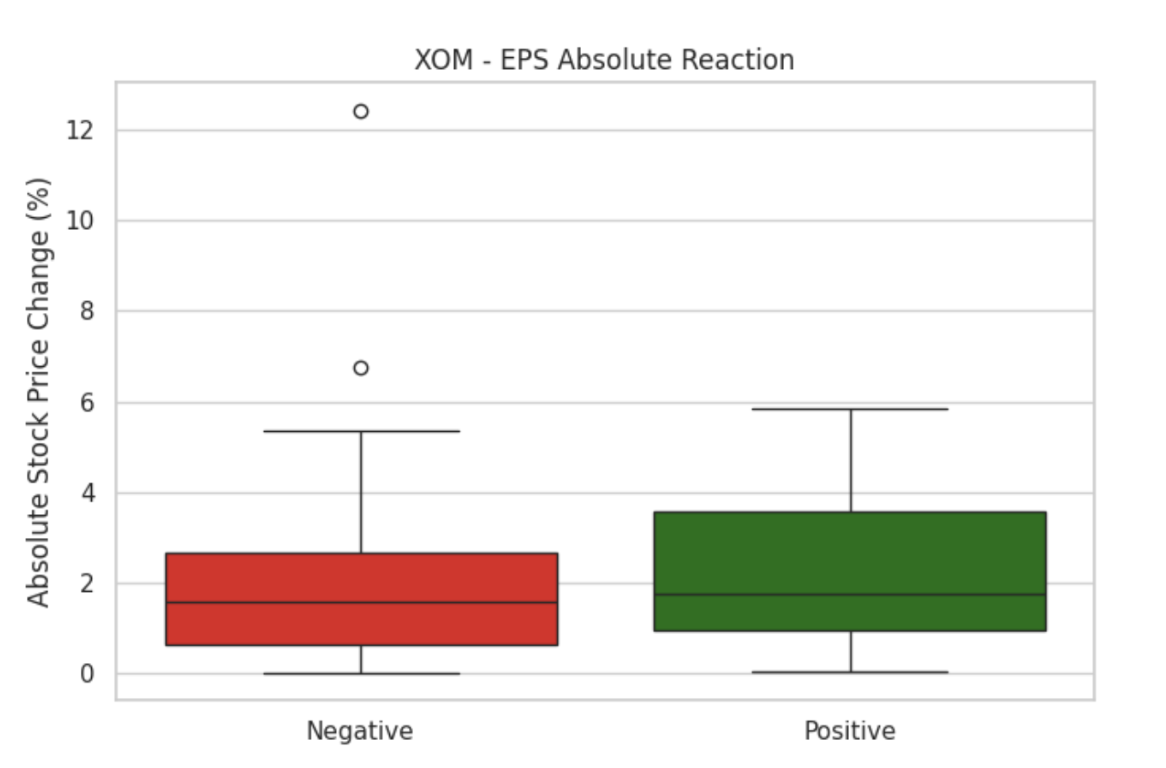 XOM - EPS Absolute Reaction
Absolute Stock Price Change (%)
12
10
8
6
4
2
0
Negative
Positive